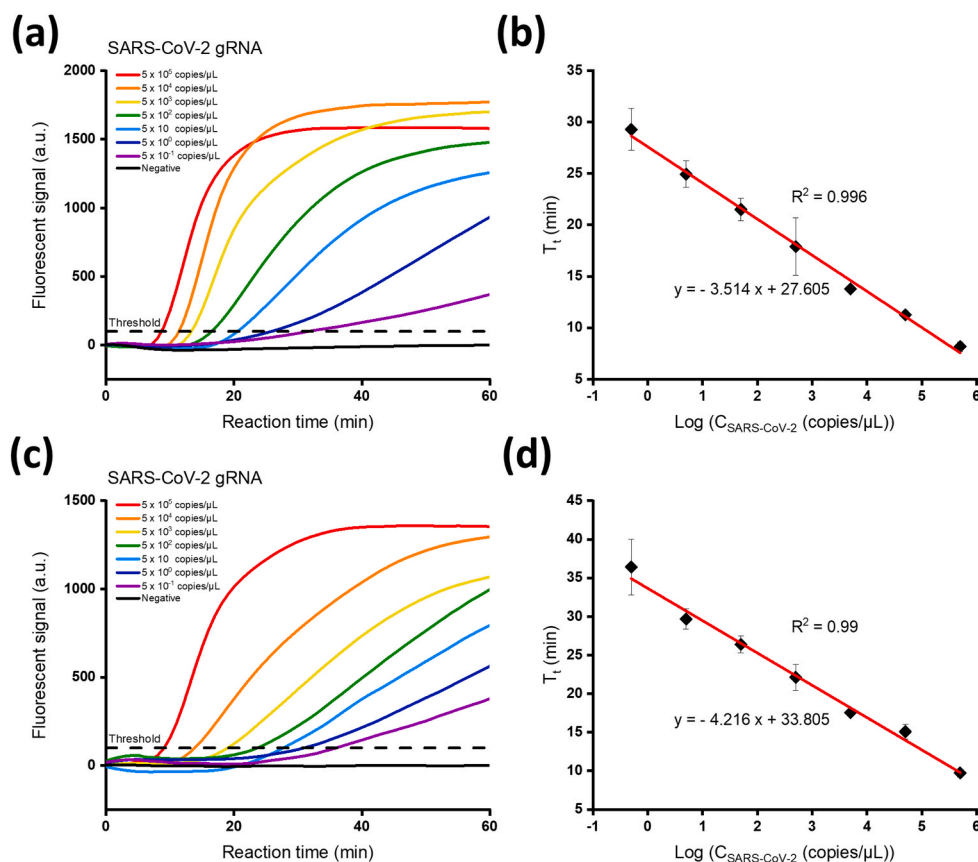 (a)
SARS-CoV-2 gRNA
Fluorescent signal (a.u.)
2000
1500
1000
500
0
5 x 10⁵ copies/µL
5 x 10⁴ copies/µL
5 x 10³ copies/µL
5 x 10² copies/µL
5 x 10 copies/µL
5 x 10⁰ copies/µL
5 x 10⁻¹ copies/µL
Negative
Threshold
0 20 40 60
Reaction time (min)
(b)
Tₜ (min)
35
30
25
20
15
10
5
R² = 0.996
y = - 3.514 x + 27.605
-1 0 1 2 3 4 5 6
Log (C_SARS-CoV-2 (copies/µL))
(c)
SARS-CoV-2 gRNA
Fluorescent signal (a.u.)
1500
1000
500
0
5 x 10⁵ copies/µL
5 x 10⁴ copies/µL
5 x 10³ copies/µL
5 x 10² copies/µL
5 x 10 copies/µL
5 x 10⁰ copies/µL
5 x 10⁻¹ copies/µL
Negative
Threshold
0 20 40 60
Reaction time (min)
(d)
Tₜ (min)
45
40
35
30
25
20
15
10
5
R² = 0.99
y = - 4.216 x + 33.805
-1 0 1 2 3 4 5 6
Log (C_SARS-CoV-2 (copies/µL))